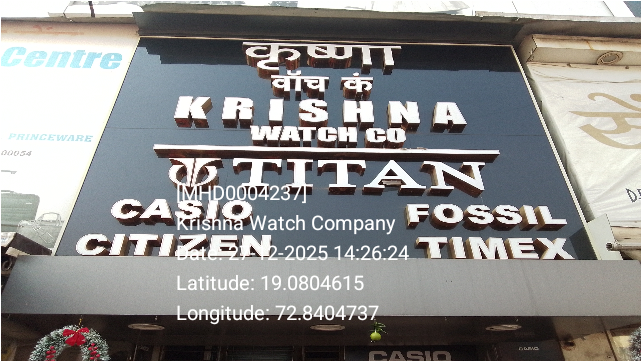 Centre
PRINCEWARE
00054
कृष्णा
वॉच कं
KRISHNA
WATCH CO
TITAN
CASIO FOSSIL
CITIZEN TIMEX
[MHD0004237]
Krishna Watch Company
Date: 27-12-2025 14:26:24
Latitude: 19.0804615
Longitude: 72.8404737
CASIO